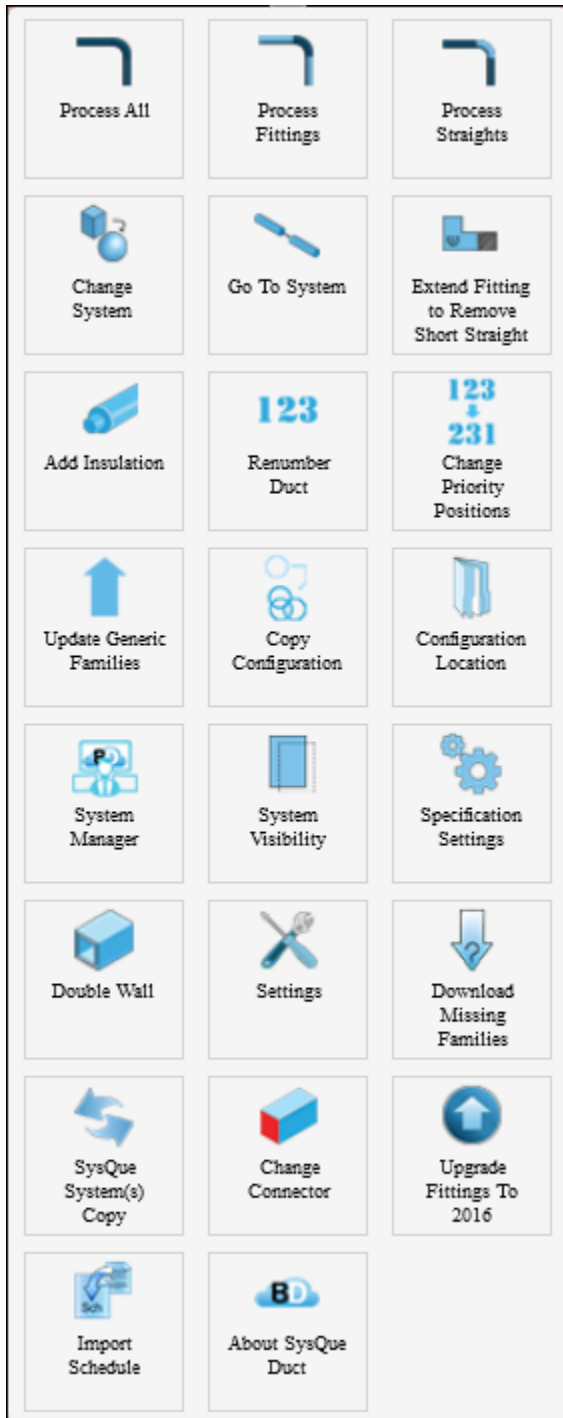 Process All
Process
Fittings
Process
Straights
Change
System
Go To System
Extend Fitting
to Remove
Short Straight
Add Insulation
123
Renumber
Duct
123
231
Change
Priority
Positions
Update Generic
Families
Copy
Configuration
Configuration
Location
System
Manager
System
Visibility
Specification
Settings
Double Wall
Settings
?
Download
Missing
Families
SysQue
System(s)
Copy
Change
Connector
Upgrade
Fittings To
2016
Sch
Import
Schedule
BD
About SysQue
Duct